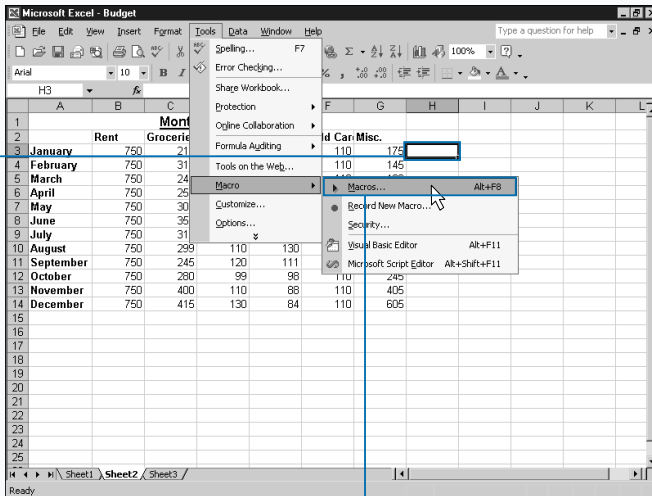 Microsoft Excel - Budget
File Edit View Insert Format Tools Data Window Help
Type a question for help
100%
Arial 10 B I % ,
H3 fx
Spelling... F7
Error Checking...
Share Workbook...
Protection
Online Collaboration
Formula Auditing
Tools on the Web...
Macro
Customize...
Options...
Macros... Alt+F8
Record New Macro...
Security...
Visual Basic Editor Alt+F11
Microsoft Script Editor Alt+Shift+F11
A B C F G H I J K L
1 Mont
2 Rent Grocerie d Car Misc.
3 January 750 21 110 175
4 February 750 31 110 145
5 March 750 24
6 April 750 25
7 May 750 30
8 June 750 35
9 July 750 31
10 August 750 299 110 130
11 September 750 245 120 111
12 October 750 280 99 98 110 245
13 November 750 400 110 88 110 405
14 December 750 415 130 84 110 605
15
16
17
18
19
20
21
22
23
24
25
Sheet1 Sheet2 Sheet3
Ready